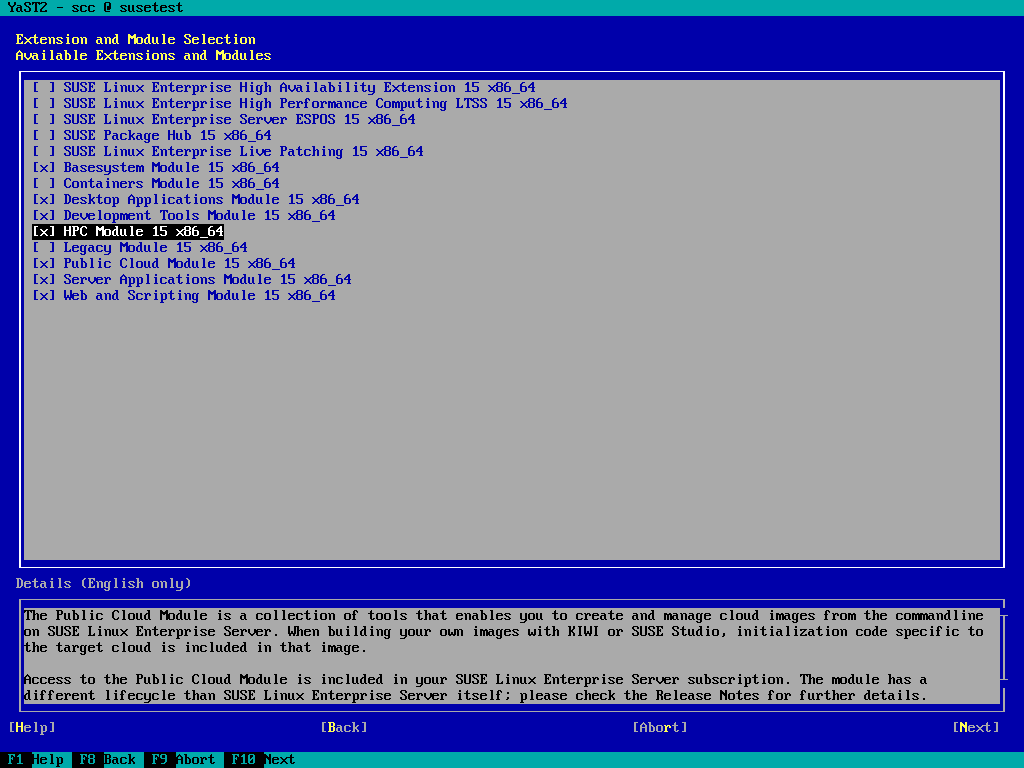 YaST2 - scc @ susetest
Extension and Module Selection
Available Extensions and Modules
[ ] SUSE Linux Enterprise High Availability Extension 15 x86_64
[ ] SUSE Linux Enterprise High Performance Computing LTSS 15 x86_64
[ ] SUSE Linux Enterprise Server ESPOS 15 x86_64
[ ] SUSE Package Hub 15 x86_64
[ ] SUSE Linux Enterprise Live Patching 15 x86_64
[x] Basesystem Module 15 x86_64
[ ] Containers Module 15 x86_64
[x] Desktop Applications Module 15 x86_64
[x] Development Tools Module 15 x86_64
[x] HPC Module 15 x86_64
[ ] Legacy Module 15 x86_64
[x] Public Cloud Module 15 x86_64
[x] Server Applications Module 15 x86_64
[x] Web and Scripting Module 15 x86_64
Details (English only)
The Public Cloud Module is a collection of tools that enables you to create and manage cloud images from the commandline
on SUSE Linux Enterprise Server. When building your own images with KIWI or SUSE Studio, initialization code specific to
the target cloud is included in that image.
Access to the Public Cloud Module is included in your SUSE Linux Enterprise Server subscription. The module has a
different lifecycle than SUSE Linux Enterprise Server itself; please check the Release Notes for further details.
[Help] [Back] [Abort] [Next]
F1 Help F8 Back F9 Abort F10 Next